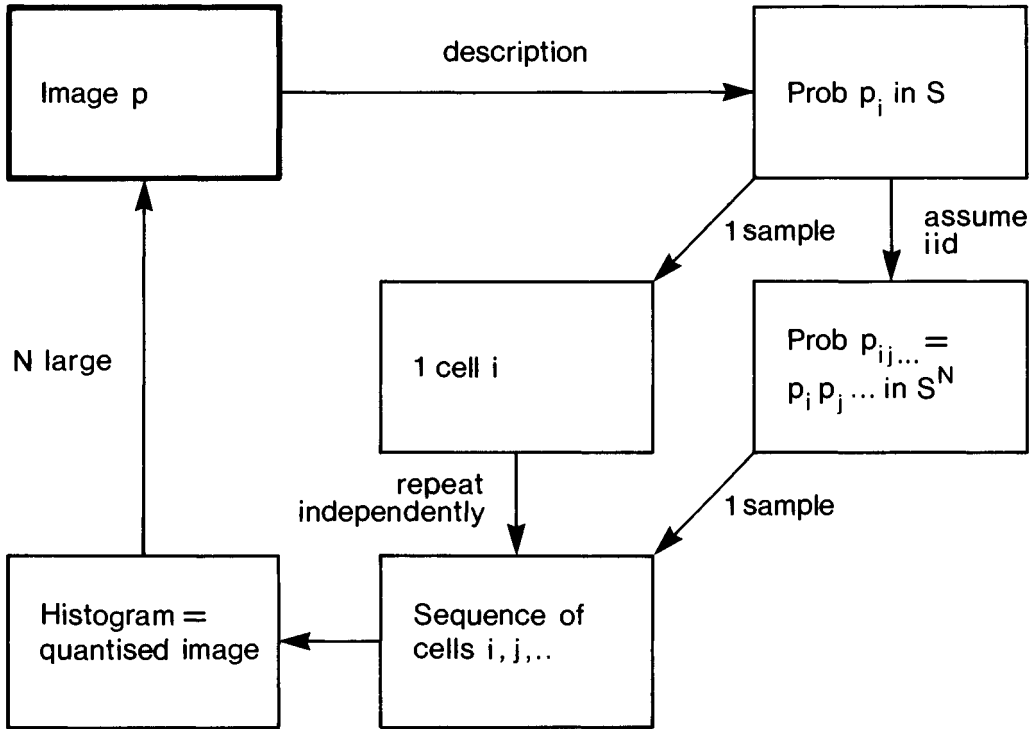 Image p
description
Prob p_i in S
1 sample
assume
iid
1 cell i
Prob p_ij... =
p_i p_j ... in S^N
N large
repeat
independently
1 sample
Histogram =
quantised image
Sequence of
cells i, j, ..